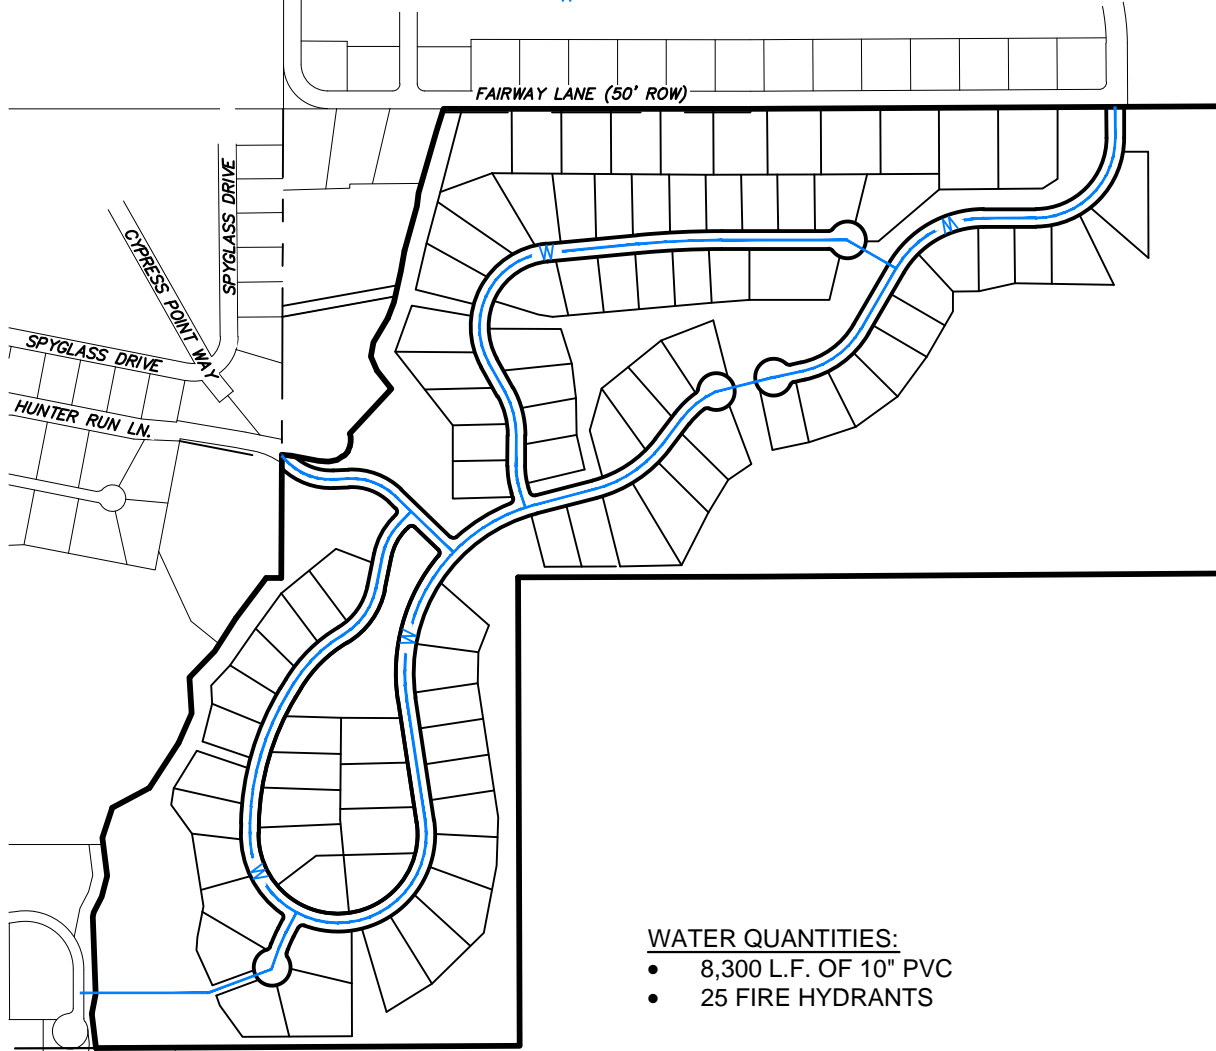 W
FAIRWAY LANE (50' ROW)
SPYGLASS DRIVE
CYPRESS POINT WAY
W
W
SPYGLASS DRIVE
HUNTER RUN LN.
W
W
WATER QUANTITIES:
• 8,300 L.F. OF 10" PVC
• 25 FIRE HYDRANTS